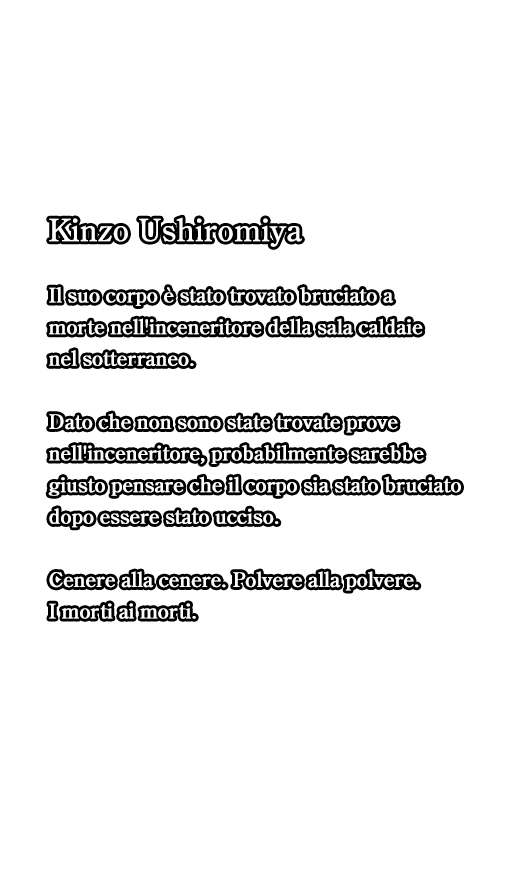 Kinzo Ushiromiya
Il suo corpo è stato trovato bruciato a
morte nell'inceneritore della sala caldaie
nel sotterraneo.
Dato che non sono state trovate prove
nell'inceneritore, probabilmente sarebbe
giusto pensare che il corpo sia stato bruciato
dopo essere stato ucciso.
Cenere alla cenere. Polvere alla polvere.
I morti ai morti.